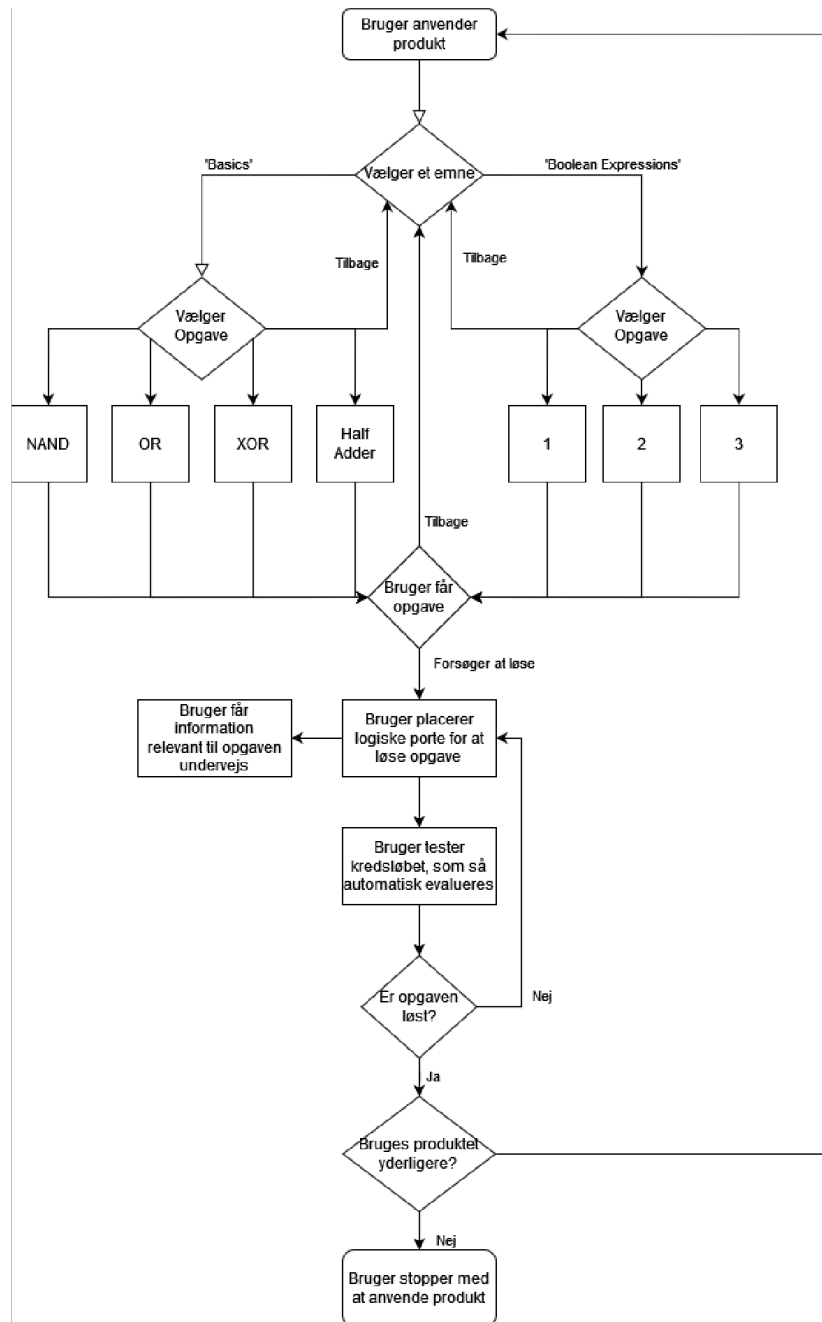 Bruger anvender
produkt
'Basics'
Vælger et emne
'Boolean Expressions'
Tilbage
Tilbage
Vælger
Opgave
Vælger
Opgave
NAND
OR
XOR
Half
Adder
1
2
3
Tilbage
Bruger får
opgave
Forsøger at løse
Bruger får
information
relevant til opgaven
undervejs
Bruger placerer
logiske porte for at
løse opgave
Bruger tester
kredsløbet, som så
automatisk evalueres
Er opgaven
løst?
Nej
Ja
Bruges produktet
yderligere?
Nej
Bruger stopper med
at anvende produkt